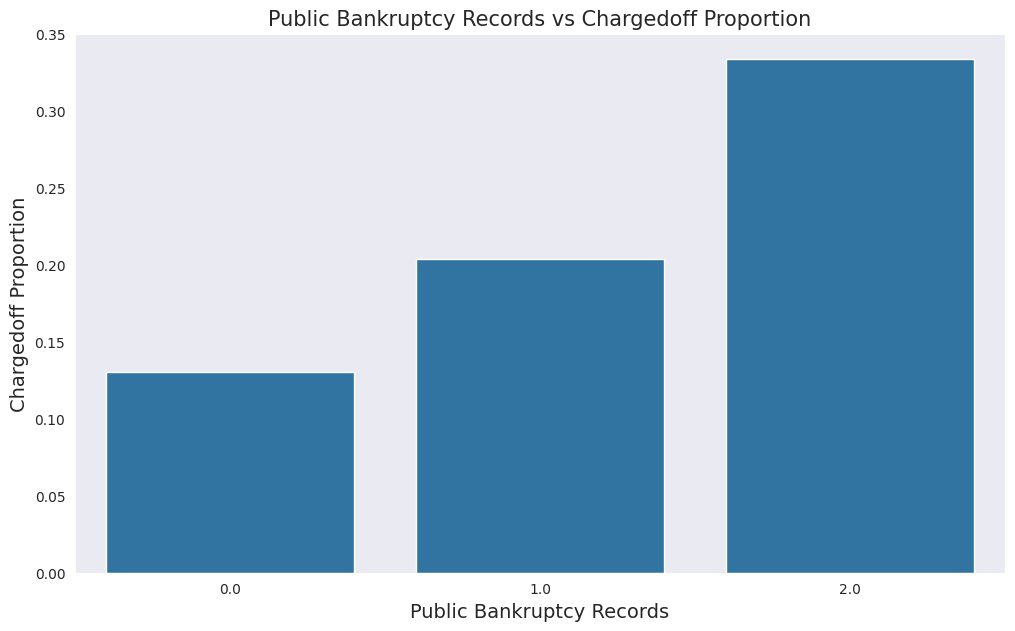 Public Bankruptcy Records vs Chargedoff Proportion
0.35
0.30
0.25
0.20
0.15
0.10
0.05
0.00
Chargedoff Proportion
0.0 1.0 2.0
Public Bankruptcy Records